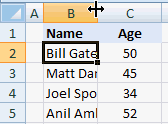 A B C
1 Name Age
2 Bill Gate 50
3 Matt Dar 45
4 Joel Spo 34
5 Anil Aml 52